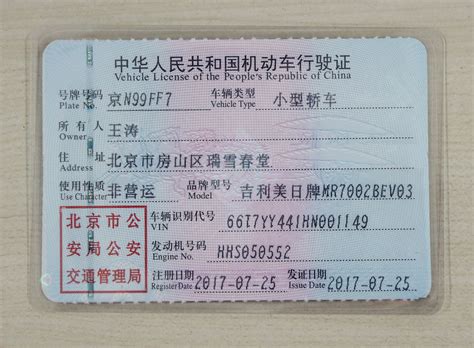 中华人民共和国机动车行驶证
Vehicle License of the People's Republic of China
号牌号码 京N99FF7 车辆类型 小型轿车
Plate No. Vehicle Type
所有人 王涛
Owner
住址 北京市房山区瑞雪春堂
Address
使用性质 非营运 品牌型号 吉利美日牌MR7002BEV03
Use Character Model
北京市公安局公安交通管理局
车辆识别代号 66T7YY441HN001149
VIN
发动机号码 HHS050552
Engine No.
注册日期 2017-07-25 发证日期 2017-07-25
Register Date Issue Date